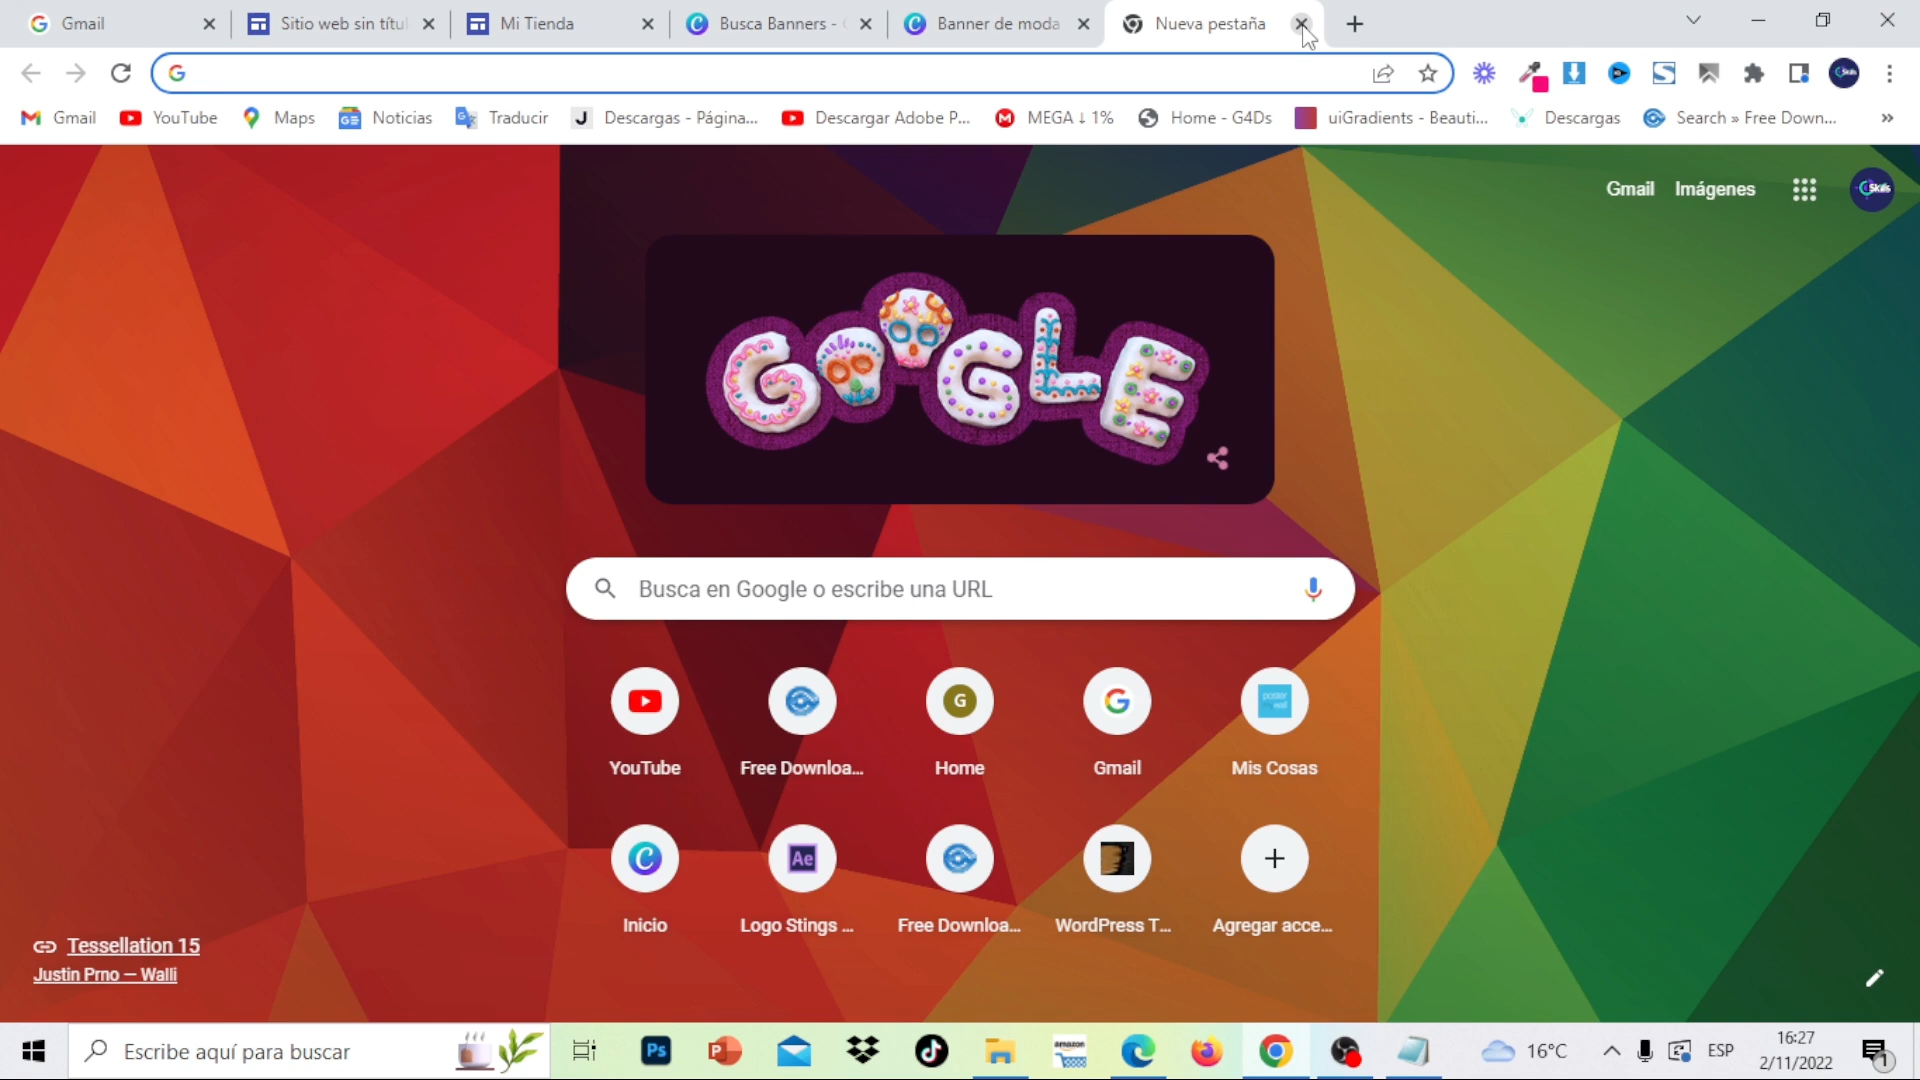 Gmail
Sitio web sin títul
Mi Tienda
Busca Banners -
Banner de moda
Nueva pestaña
Gmail
YouTube
Maps
Noticias
Traducir
Descargas - Página...
Descargar Adobe P...
MEGA ↓ 1%
Home - G4Ds
uiGradients - Beauti...
Descargas
Search » Free Down...
»
Gmail
Imágenes
GOOGLE
Busca en Google o escribe una URL
YouTube
Free Downloa...
Home
Gmail
Mis Cosas
Inicio
Logo Stings ...
Free Downloa...
WordPress T...
Agregar acce...
Tessellation 15
Justin Prno — Walli
Escribe aquí para buscar
16°C
ESP
16:27
2/11/2022
1